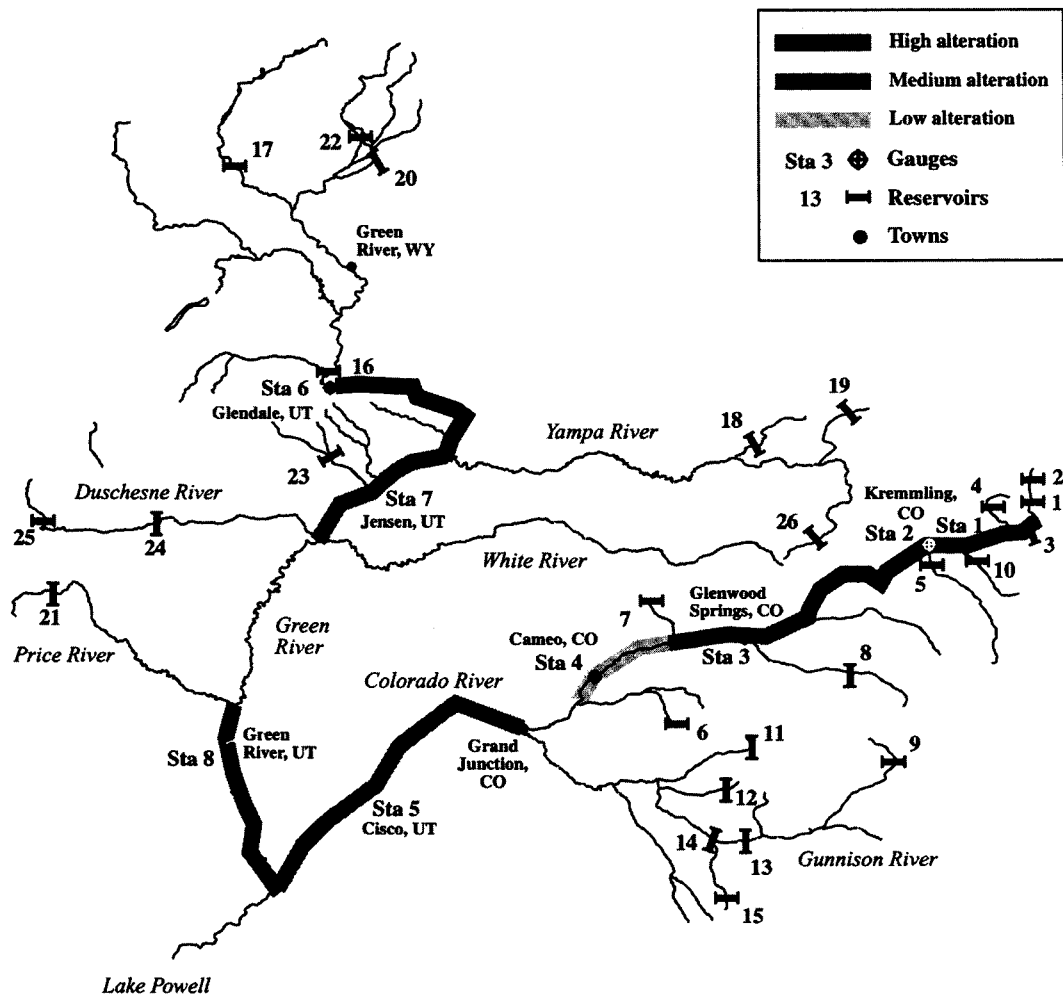 High alteration
Medium alteration
Low alteration
Sta 3 Gauges
13 Reservoirs
Towns
17
22
20
Green
River, WY
16
Sta 6
Glendale, UT
19
18
Yampa River
23
Duschesne River
Sta 7
Jensen, UT
25
24
Kremmling,
CO
4
2
1
Sta 2
Sta 1
3
26
5
10
White River
21
Price River
Green
River
7
Glenwood
Springs, CO
Cameo, CO
Sta 4
Sta 3
8
Colorado River
6
11
9
Sta 8
Green
River, UT
Grand
Junction,
CO
12
Sta 5
Cisco, UT
14
13
Gunnison River
15
Lake Powell